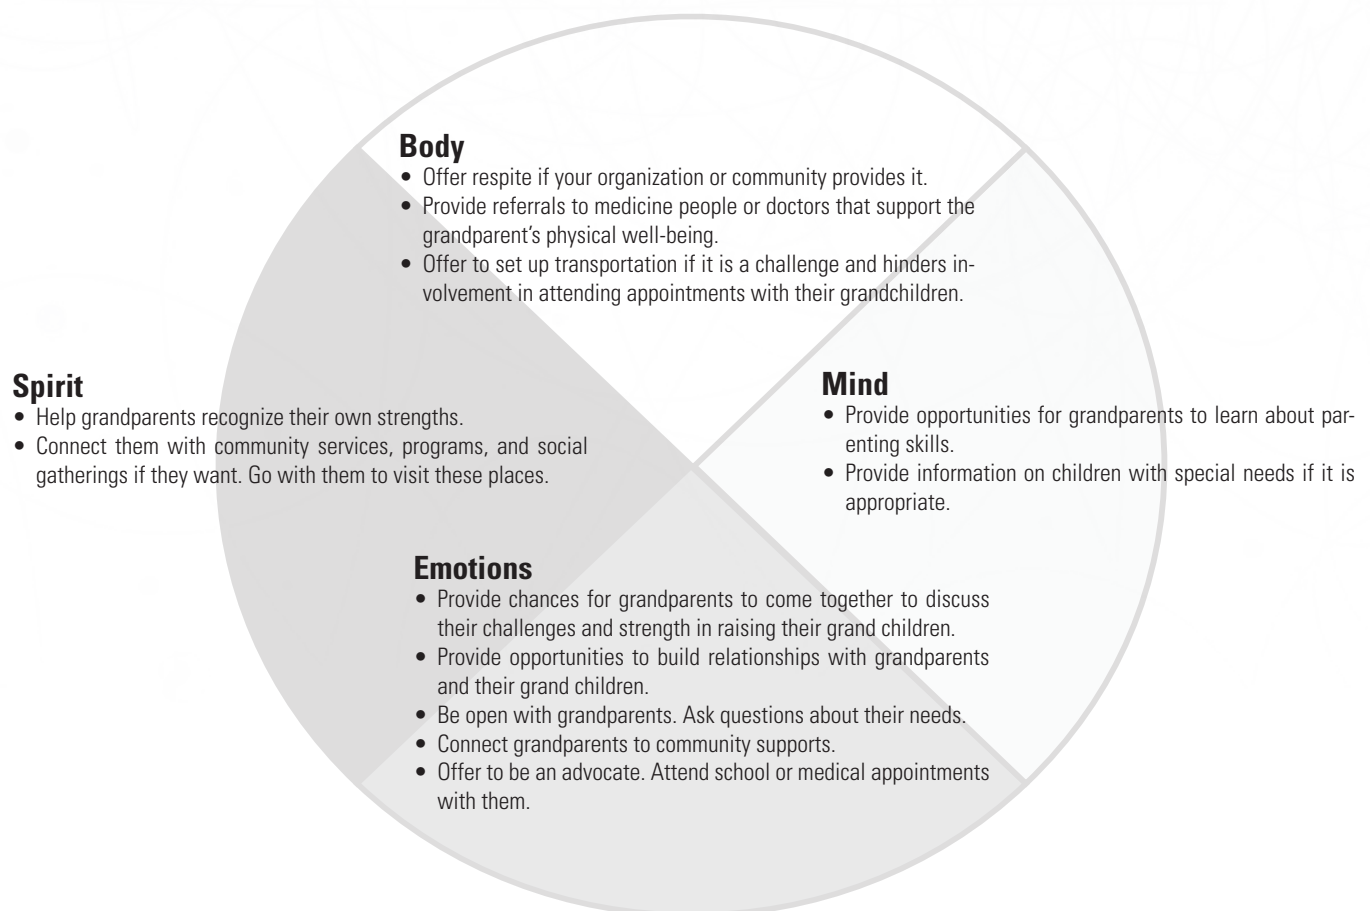 Body
• Offer respite if your organization or community provides it.
• Provide referrals to medicine people or doctors that support the
grandparent's physical well-being.
• Offer to set up transportation if it is a challenge and hinders in-
volvement in attending appointments with their grandchildren.
Spirit
• Help grandparents recognize their own strengths.
• Connect them with community services, programs, and social
gatherings if they want. Go with them to visit these places.
Mind
• Provide opportunities for grandparents to learn about par-
enting skills.
• Provide information on children with special needs if it is
appropriate.
Emotions
• Provide chances for grandparents to come together to discuss
their challenges and strength in raising their grand children.
• Provide opportunities to build relationships with grandparents
and their grand children.
• Be open with grandparents. Ask questions about their needs.
• Connect grandparents to community supports.
• Offer to be an advocate. Attend school or medical appointments
with them.